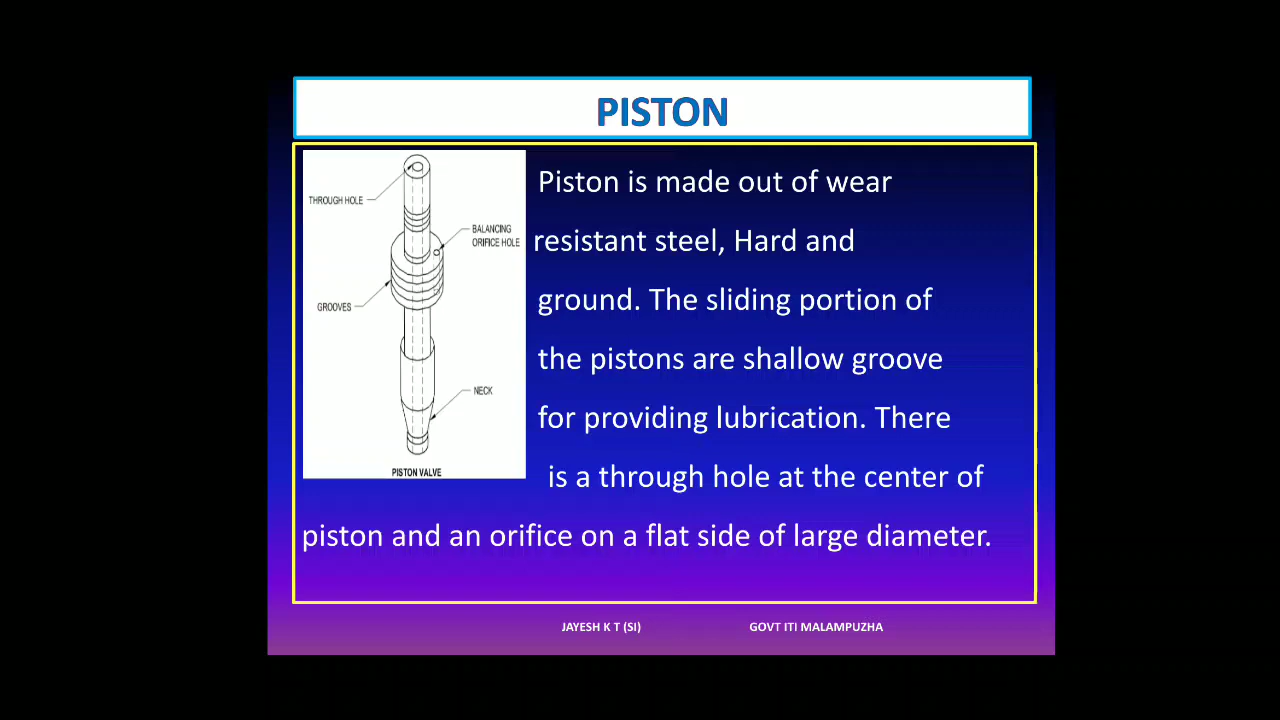 PISTON
THROUGH HOLE
BALANCING
ORIFICE HOLE
GROOVES
NECK
PISTON VALVE
Piston is made out of wear
resistant steel, Hard and
ground. The sliding portion of
the pistons are shallow groove
for providing lubrication. There
is a through hole at the center of
piston and an orifice on a flat side of large diameter.
JAYESH K T (SI) GOVT ITI MALAMPUZHA